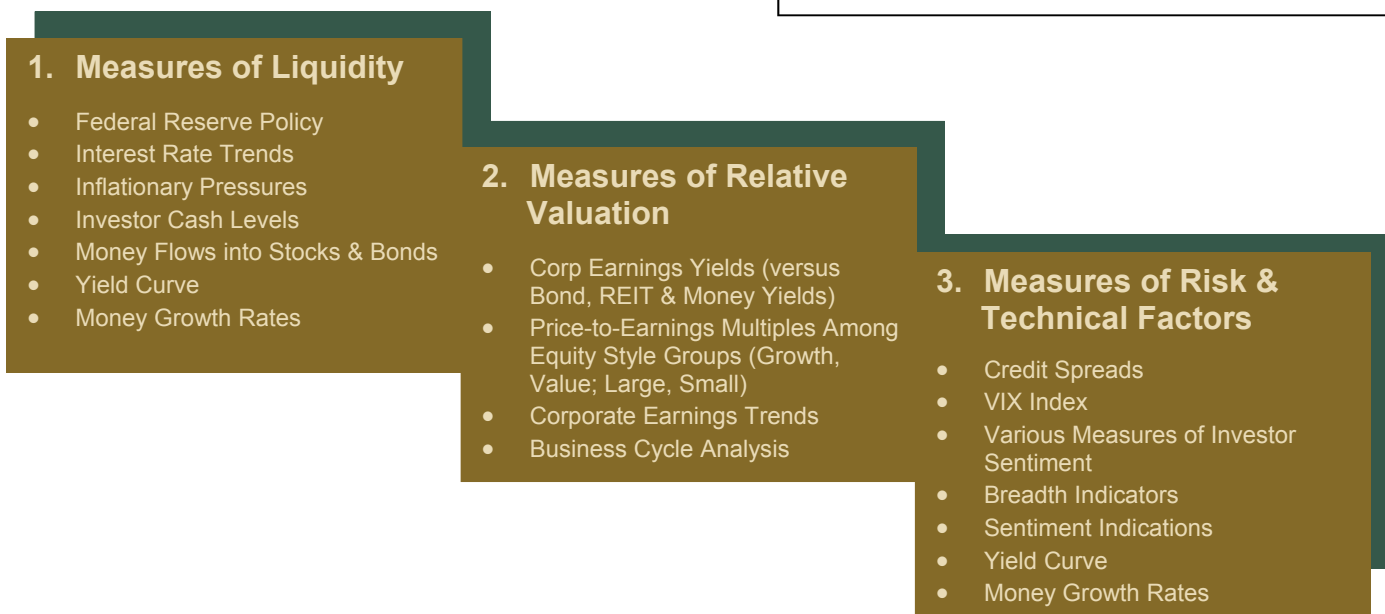 1. Measures of Liquidity
• Federal Reserve Policy
• Interest Rate Trends
• Inflationary Pressures
• Investor Cash Levels
• Money Flows into Stocks & Bonds
• Yield Curve
• Money Growth Rates
2. Measures of Relative
Valuation
• Corp Earnings Yields (versus
Bond, REIT & Money Yields)
• Price-to-Earnings Multiples Among
Equity Style Groups (Growth,
Value; Large, Small)
• Corporate Earnings Trends
• Business Cycle Analysis
3. Measures of Risk &
Technical Factors
• Credit Spreads
• VIX Index
• Various Measures of Investor
Sentiment
• Breadth Indicators
• Sentiment Indications
• Yield Curve
• Money Growth Rates